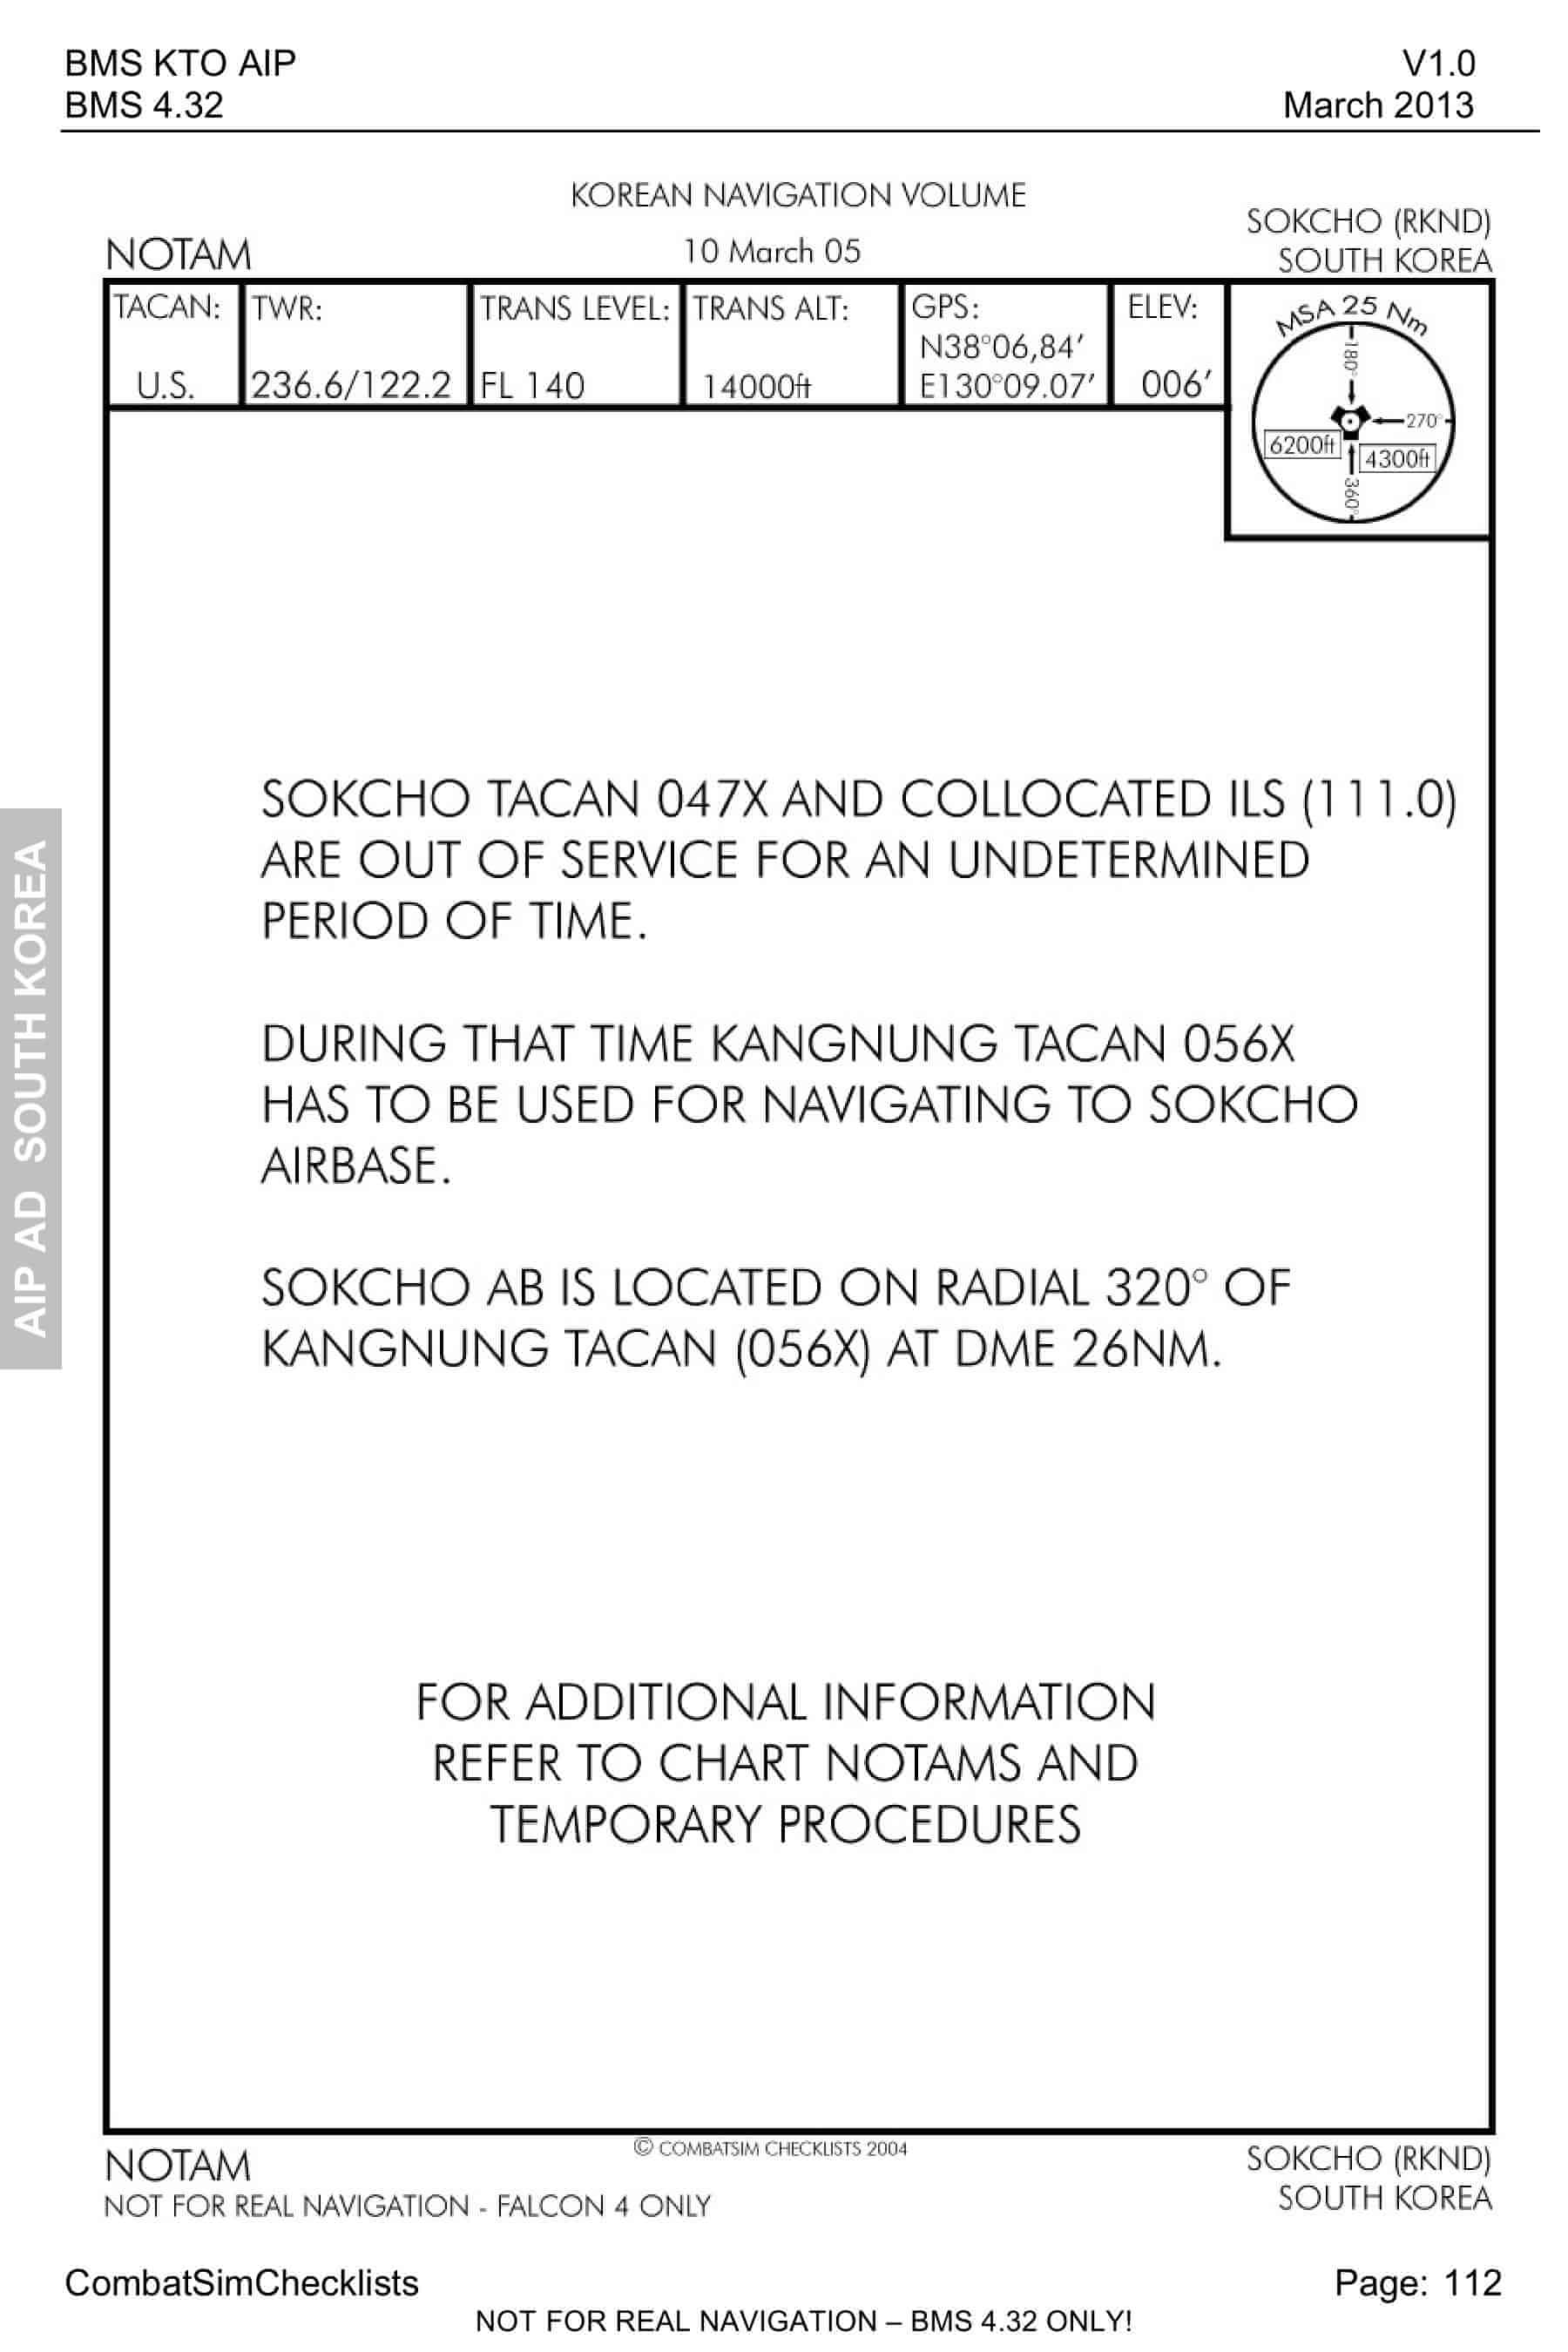 BMS KTO AIP
V1.0
BMS 4.32
March 2013
KOREAN NAVIGATION VOLUME
NOTAM
10 March 05
SOKCHO (RKND)
SOUTH KOREA
TACAN:
U.S.
TWR:
236.6/122.2
TRANS LEVEL:
FL 140
TRANS ALT:
14000ft
GPS:
N38°06,84'
E130°09.07'
ELEV:
006'
MSA 25 Nm
180°
270°
6200ft
4300ft
360°
SOKCHO TACAN 047X AND COLLOCATED ILS (111.0)
ARE OUT OF SERVICE FOR AN UNDETERMINED
PERIOD OF TIME.
DURING THAT TIME KANGNUNG TACAN 056X
HAS TO BE USED FOR NAVIGATING TO SOKCHO
AIRBASE.
SOKCHO AB IS LOCATED ON RADIAL 320° OF
KANGNUNG TACAN (056X) AT DME 26NM.
FOR ADDITIONAL INFORMATION
REFER TO CHART NOTAMS AND
TEMPORARY PROCEDURES
AIP AD SOUTH KOREA
© COMBATSIM CHECKLISTS 2004
NOTAM
NOT FOR REAL NAVIGATION - FALCON 4 ONLY
SOKCHO (RKND)
SOUTH KOREA
CombatSimChecklists
Page: 112
NOT FOR REAL NAVIGATION – BMS 4.32 ONLY!